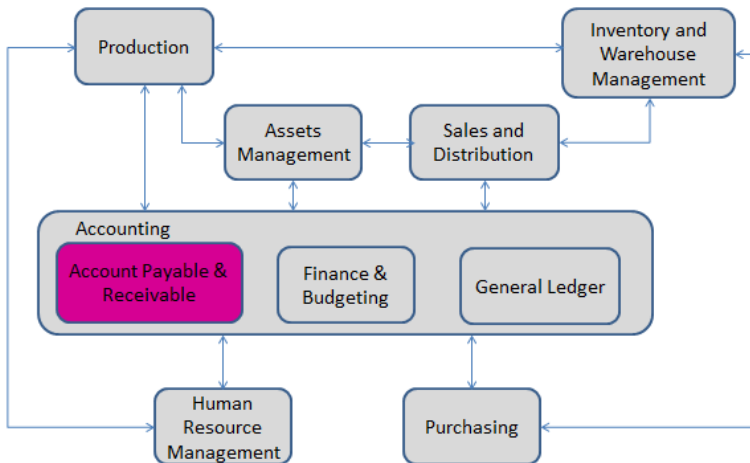 Production
Inventory and
Warehouse
Management
Assets
Management
Sales and
Distribution
Accounting
Account Payable &
Receivable
Finance &
Budgeting
General Ledger
Human
Resource
Management
Purchasing